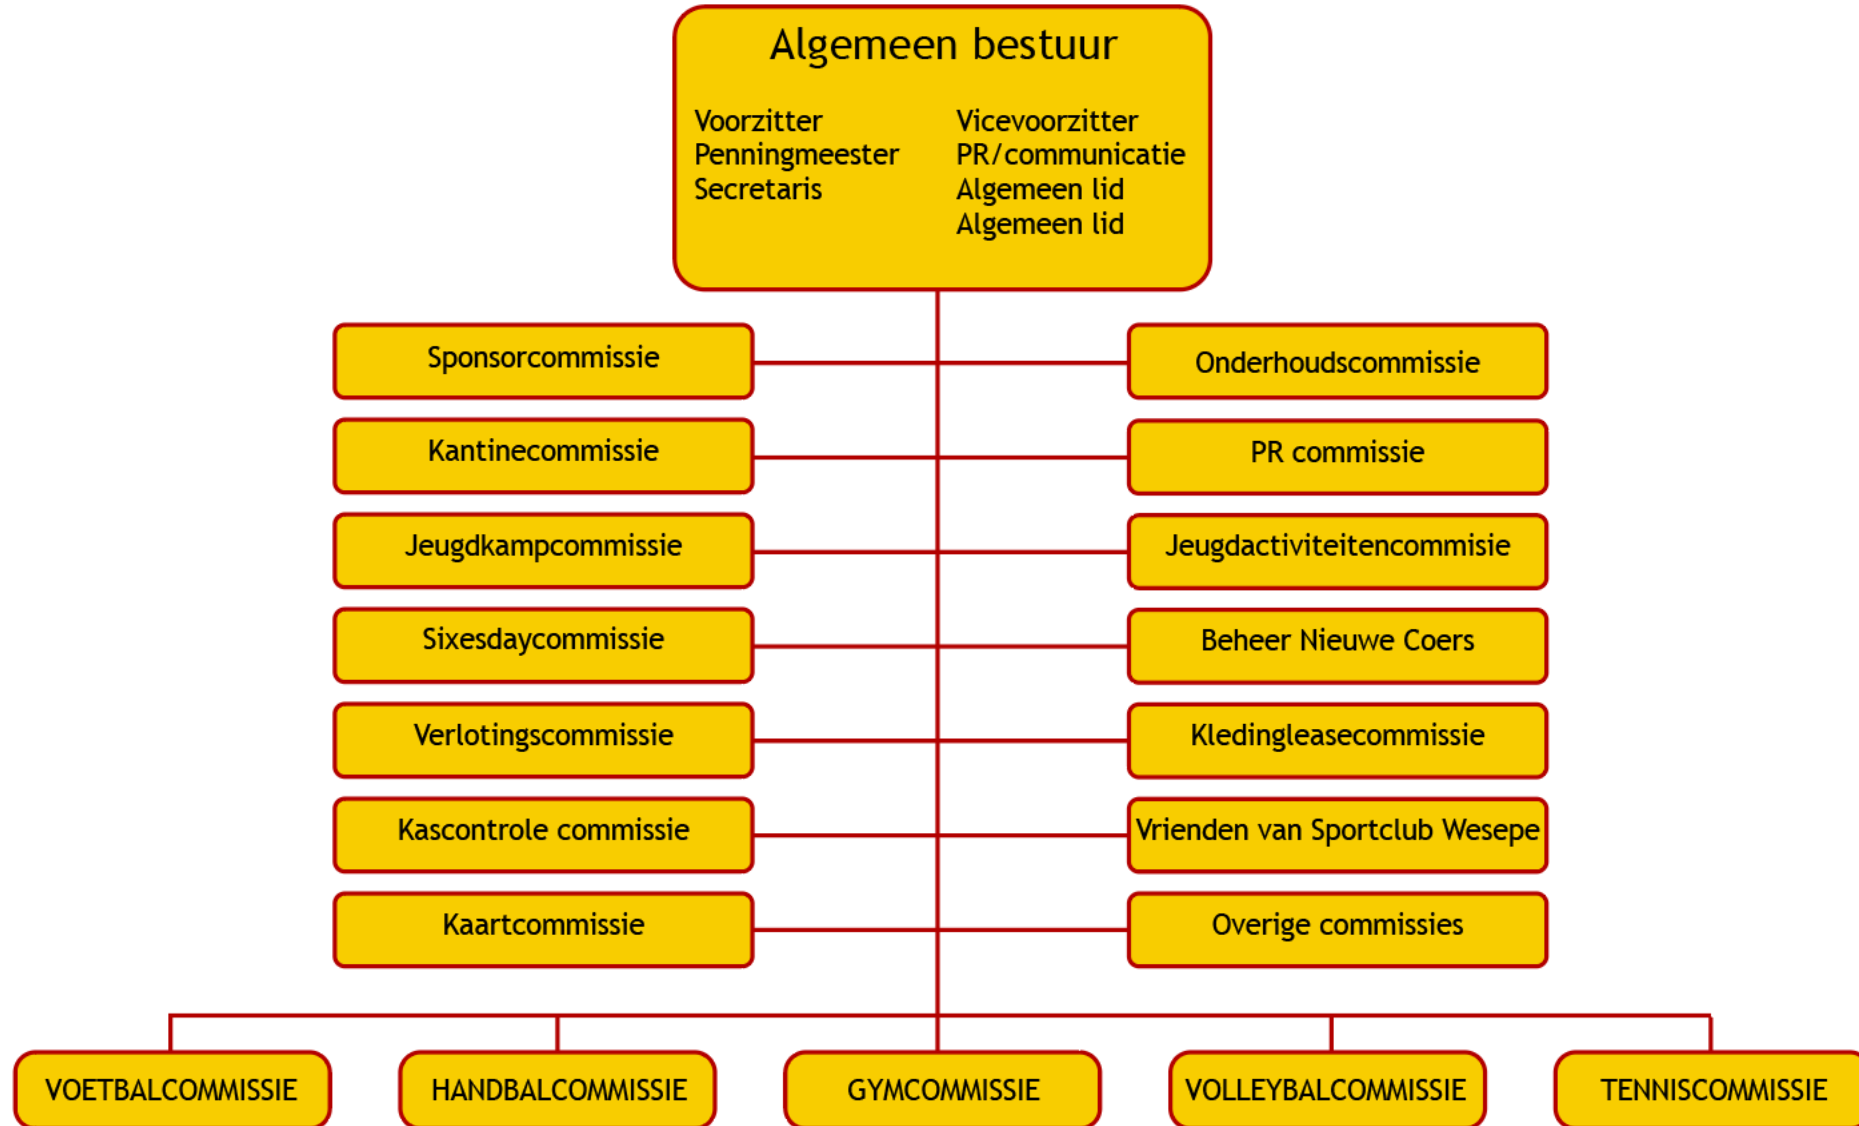 Algemeen bestuur
Voorzitter
Penningmeester
Secretaris
Vicevoorzitter
PR/communicatie
Algemeen lid
Algemeen lid
Sponsorcommissie
Onderhoudscommissie
Kantinecommissie
PR commissie
Jeugdkampcommissie
Jeugdactiviteitencommisie
Sixesdaycommissie
Beheer Nieuwe Coers
Verlotingscommissie
Kledingleasecommissie
Kascontrole commissie
Vrienden van Sportclub Wesepe
Kaartcommissie
Overige commissies
VOETBALCOMMISSIE
HANDBALCOMMISSIE
GYMCOMMISSIE
VOLLEYBALCOMMISSIE
TENNISCOMMISSIE